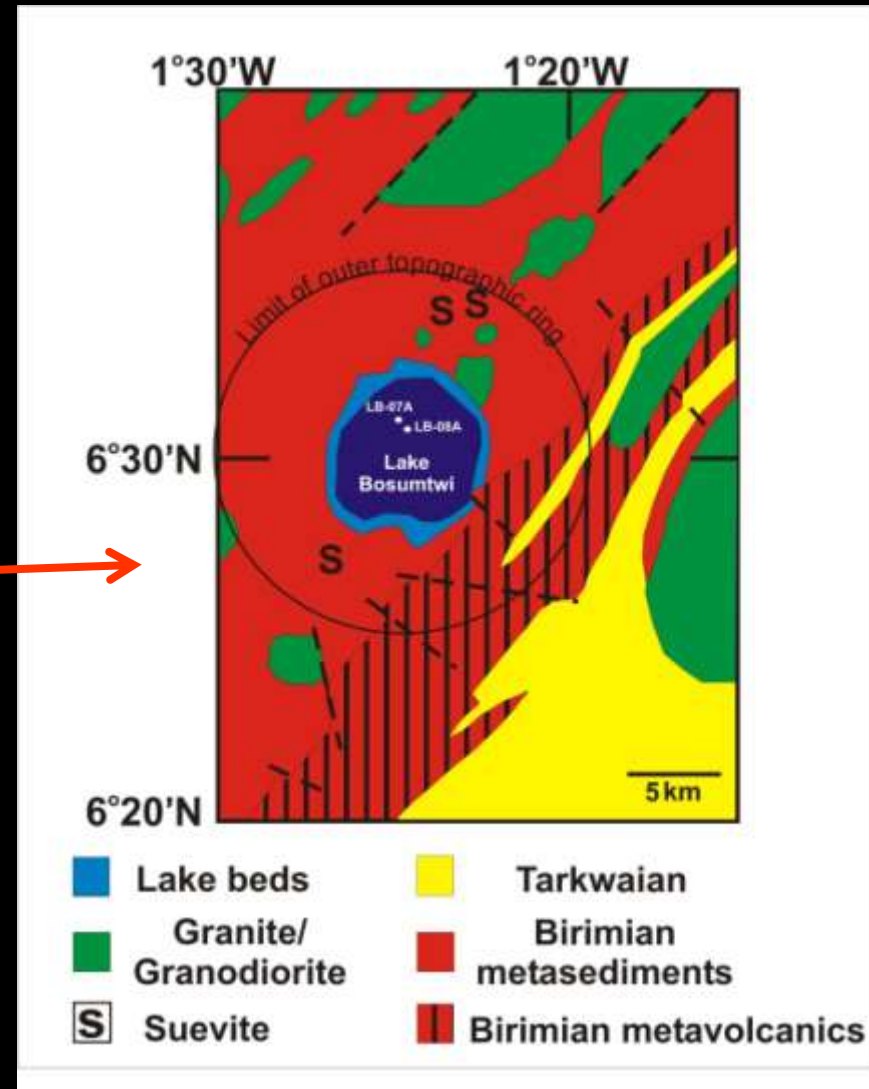 1°30'W
1°20'W
Limit of outer topographic ring
S S
LB-07A
LB-08A
6°30'N
Lake
Bosumtwi
S
6°20'N
5 km
Lake beds
Tarkwaian
Granite/
Granodiorite
Birimian
metasediments
S Suevite
Birimian metavolcanics